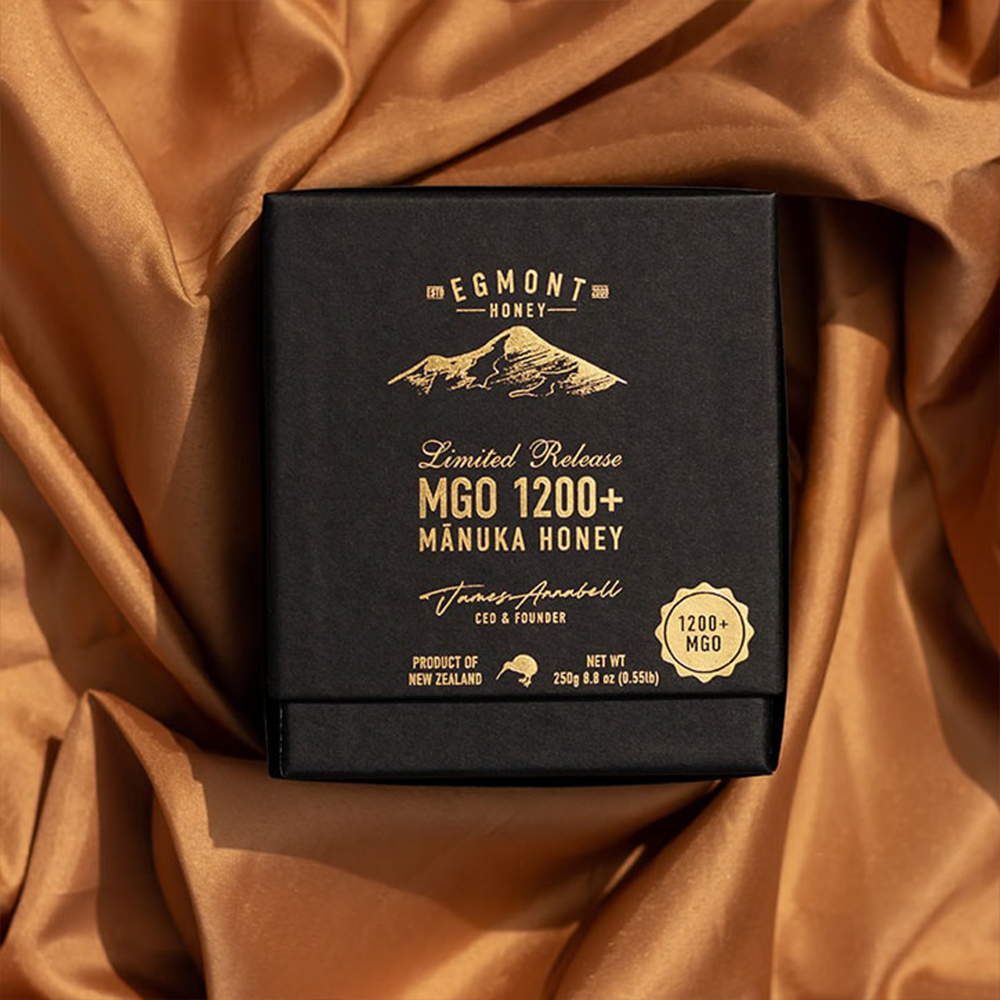 ESTD EGMONT
HONEY
Limited Release
MGO 1200+
MĀNUKA HONEY
James Annabell
CEO & FOUNDER
PRODUCT OF
NEW ZEALAND
NET WT
250g 8.8 oz (0.55lb)
1200+
MGO